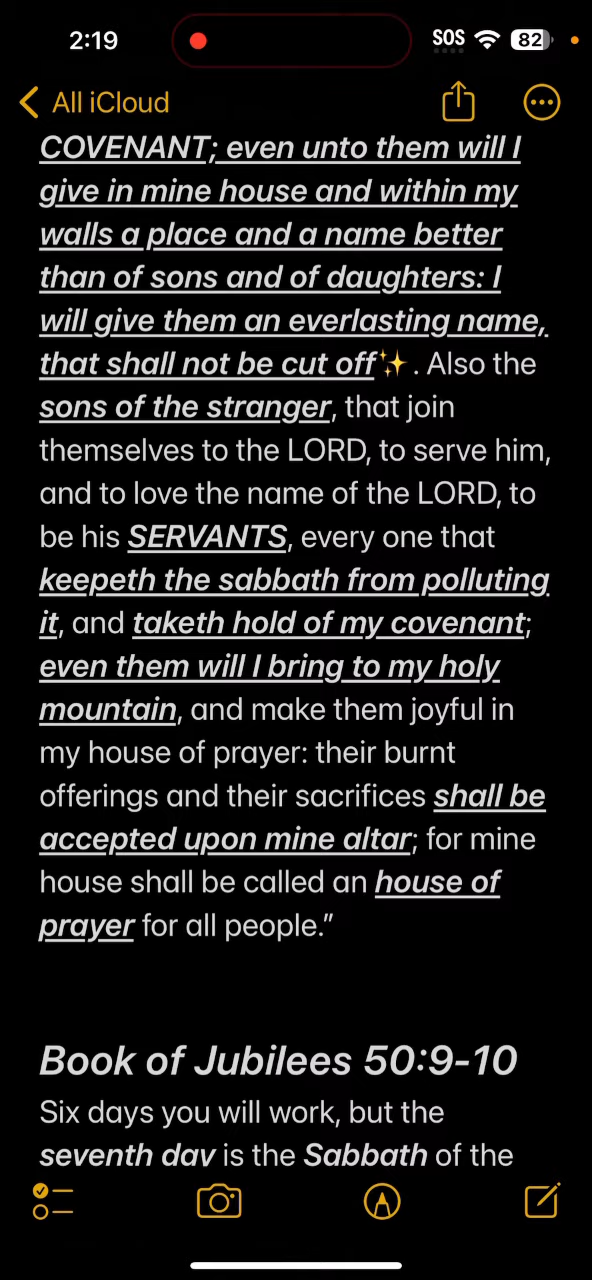 2:19
SOS
82
All iCloud
COVENANT; even unto them will I
give in mine house and within my
walls a place and a name better
than of sons and of daughters: I
will give them an everlasting name,
that shall not be cut off✨. Also the
sons of the stranger, that join
themselves to the LORD, to serve him,
and to love the name of the LORD, to
be his SERVANTS, every one that
keepeth the sabbath from polluting
it, and taketh hold of my covenant;
even them will I bring to my holy
mountain, and make them joyful in
my house of prayer: their burnt
offerings and their sacrifices shall be
accepted upon mine altar; for mine
house shall be called an house of
prayer for all people.”
Book of Jubilees 50:9-10
Six days you will work, but the
seventh day is the Sabbath of the